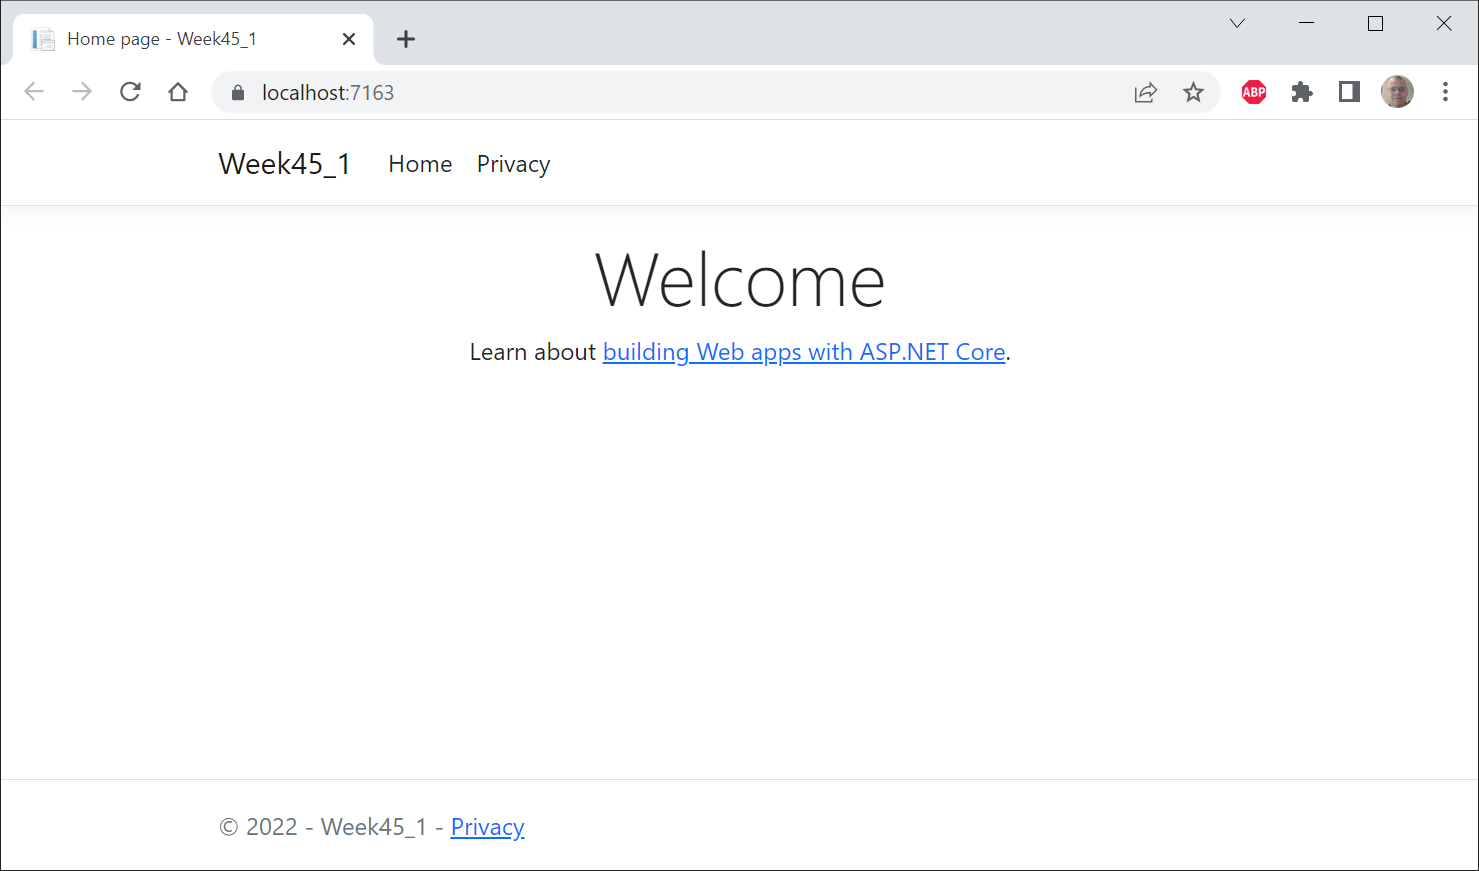 Home page - Week45_1
localhost:7163
ABP
Week45_1 Home Privacy
Welcome
Learn about building Web apps with ASP.NET Core.
© 2022 - Week45_1 - Privacy